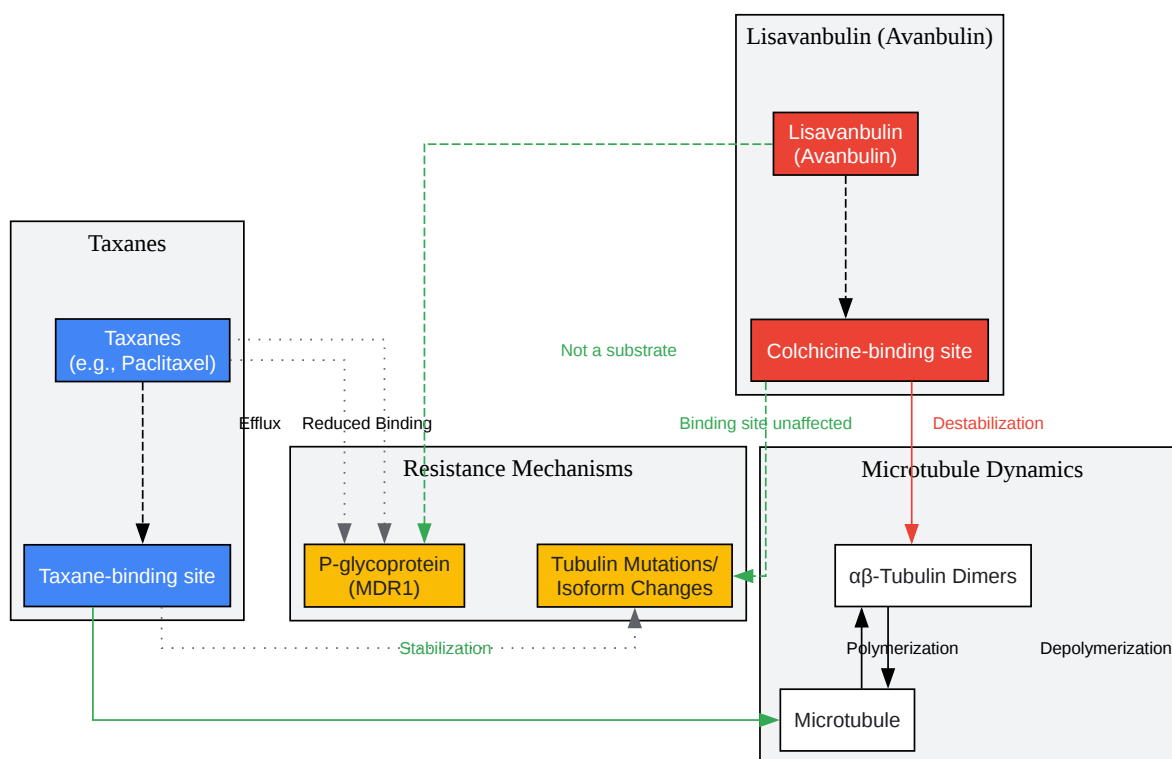 Lisavanbulin (Avanbulin)
Lisavanbulin
(Avanbulin)
Taxanes
Taxanes
(e.g., Paclitaxel)
Colchicine-binding site
Not a substrate
Efflux
Reduced Binding
Binding site unaffected
Destabilization
Resistance Mechanisms
Microtubule Dynamics
Taxane-binding site
P-glycoprotein
(MDR1)
Tubulin Mutations/
Isoform Changes
αβ-Tubulin Dimers
Stabilization
Polymerization
Depolymerization
Microtubule